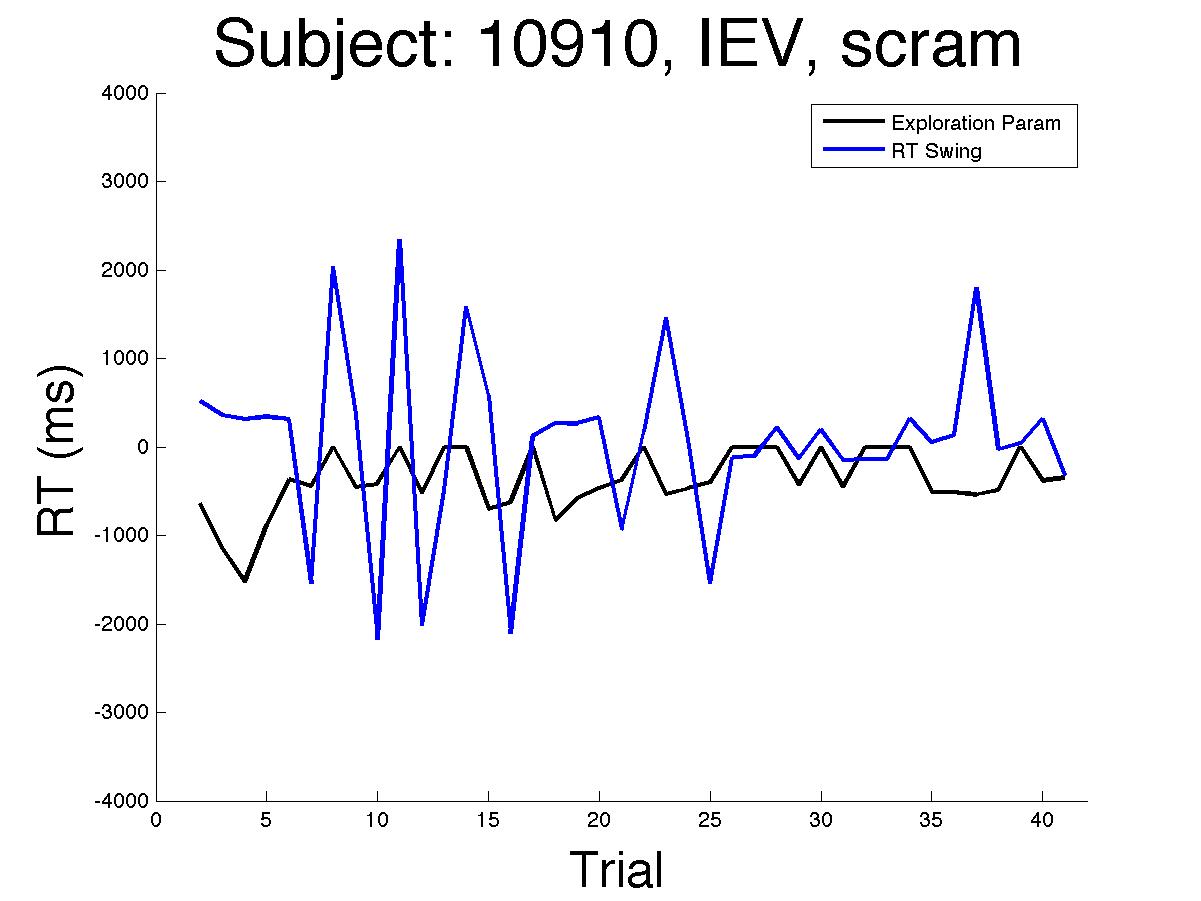 Subject: 10910, IEV, scram
Exploration Param
RT Swing
4000
3000
2000
1000
0
-1000
-2000
-3000
-4000
RT (ms)
0 5 10 15 20 25 30 35 40
Trial